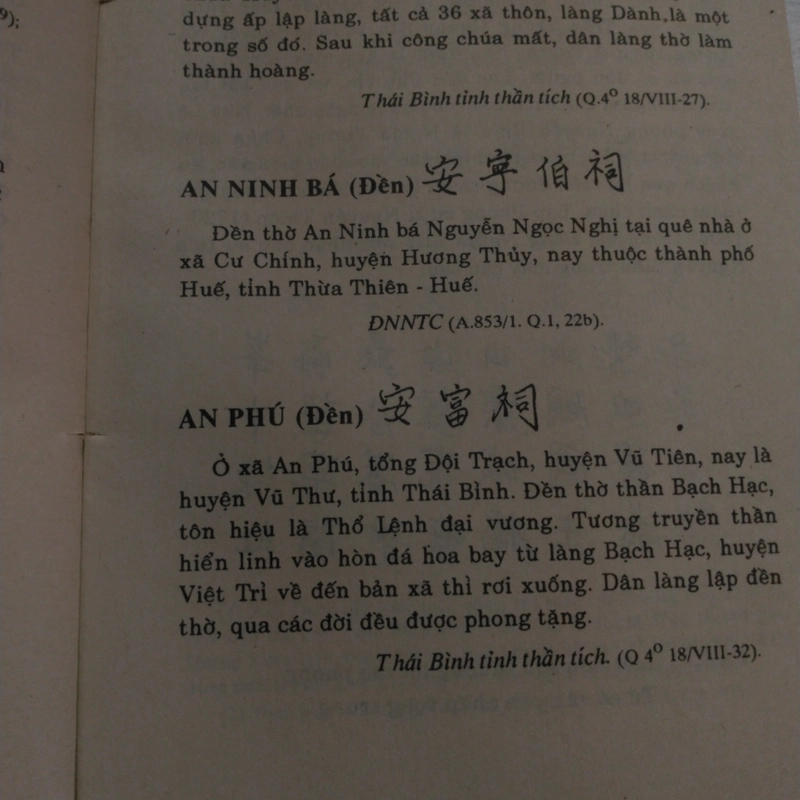 dựng ấp lập làng, tất cả 36 xã thôn, làng Dành, là một
trong số đó. Sau khi công chúa mất, dân làng thờ làm
thành hoàng.
Thái Bình tỉnh thần tích (Q.4º 18/VIII-27).
AN NINH BÁ (Đền) 安寧伯祠
Đền thờ An Ninh bá Nguyễn Ngọc Nghị tại quê nhà ở
xã Cư Chính, huyện Hương Thủy, nay thuộc thành phố
Huế, tỉnh Thừa Thiên - Huế.
ĐNNTC (A.853/1. Q.1, 22b).
AN PHÚ (Đền) 安富祠
Ở xã An Phú, tổng Đội Trạch, huyện Vũ Tiên, nay là
huyện Vũ Thư, tỉnh Thái Bình. Đền thờ thần Bạch Hạc,
tôn hiệu là Thổ Lệnh đại vương. Tương truyền thần
hiển linh vào hòn đá hoa bay từ làng Bạch Hạc, huyện
Việt Trì về đến bản xã thì rơi xuống. Dân làng lập đền
thờ, qua các đời đều được phong tặng.
Thái Bình tỉnh thần tích. (Q 4º 18/VIII-32).